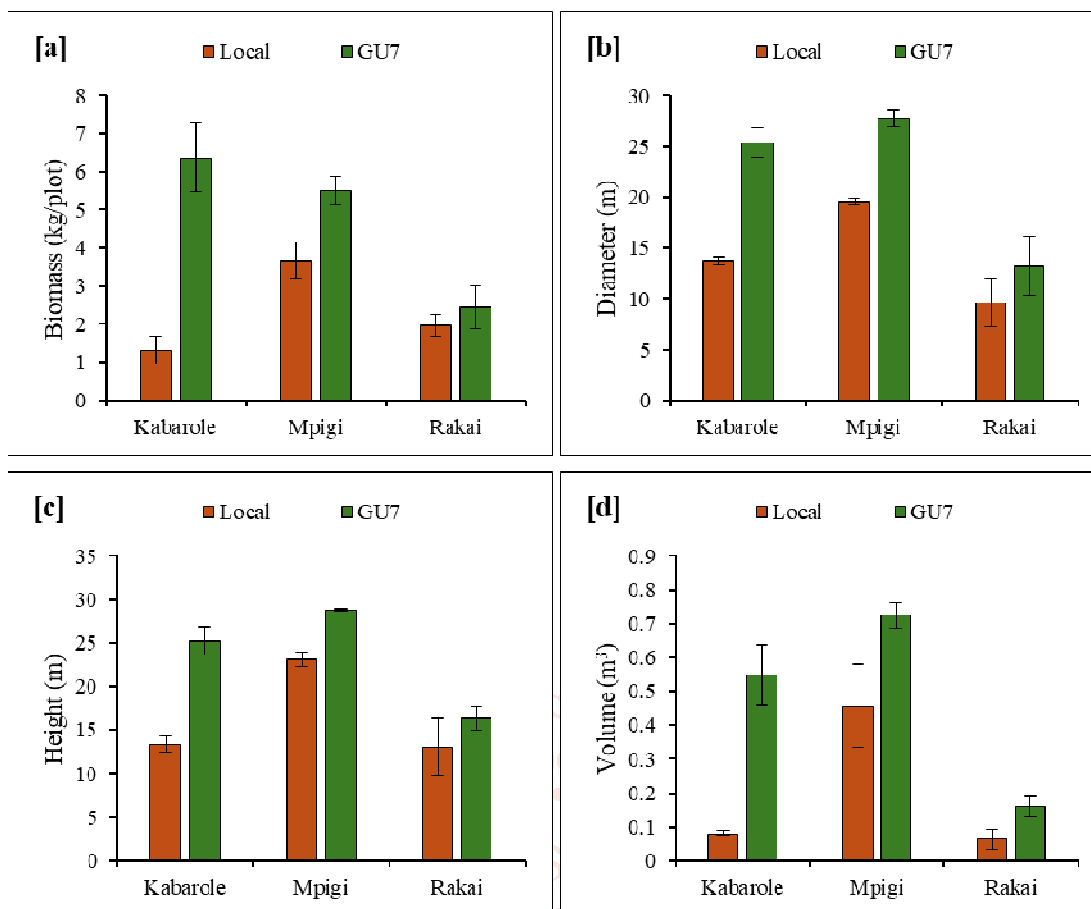 [a]
Local GU7
8
7
6
5
4
3
2
1
0
Biomass (kg/plot)
Kabarole Mpigi Rakai
[b]
Local GU7
30
25
20
15
10
5
0
Diameter (m)
Kabarole Mpigi Rakai
[c]
Local GU7
35
30
25
20
15
10
5
0
Height (m)
Kabarole Mpigi Rakai
[d]
Local GU7
0.9
0.8
0.7
0.6
0.5
0.4
0.3
0.2
0.1
0
Volume (m³)
Kabarole Mpigi Rakai